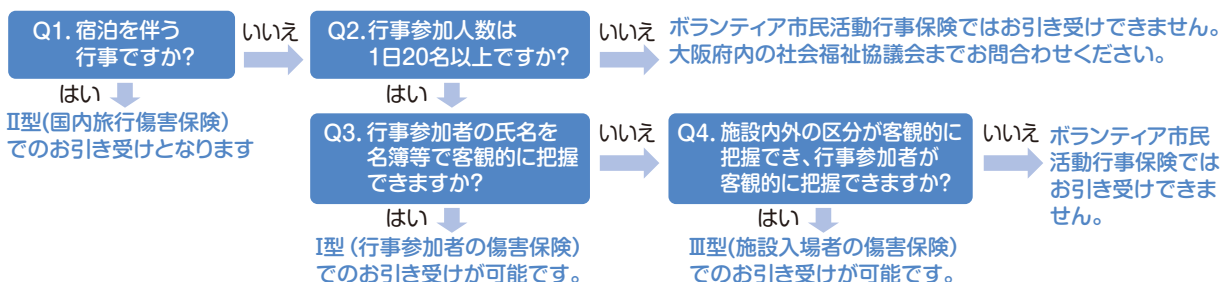 Q1. 宿泊を伴う
行事ですか?
いいえ
Q2.行事参加人数は
1日20名以上ですか?
いいえ
ボランティア市民活動行事保険ではお引き受けできません。
大阪府内の社会福祉協議会までお問合わせください。
はい
はい
Ⅱ型(国内旅行傷害保険)
でのお引き受けとなります
Q3. 行事参加者の氏名を
名簿等で客観的に把握
できますか?
いいえ
Q4. 施設内外の区分が客観的に
把握でき、行事参加者が
客観的に把握できますか?
いいえ
ボランティア市民
活動行事保険では
お引き受けできま
せん。
はい
はい
Ⅰ型 (行事参加者の傷害保険)
でのお引き受けが可能です。
Ⅲ型(施設入場者の傷害保険)
でのお引き受けが可能です。